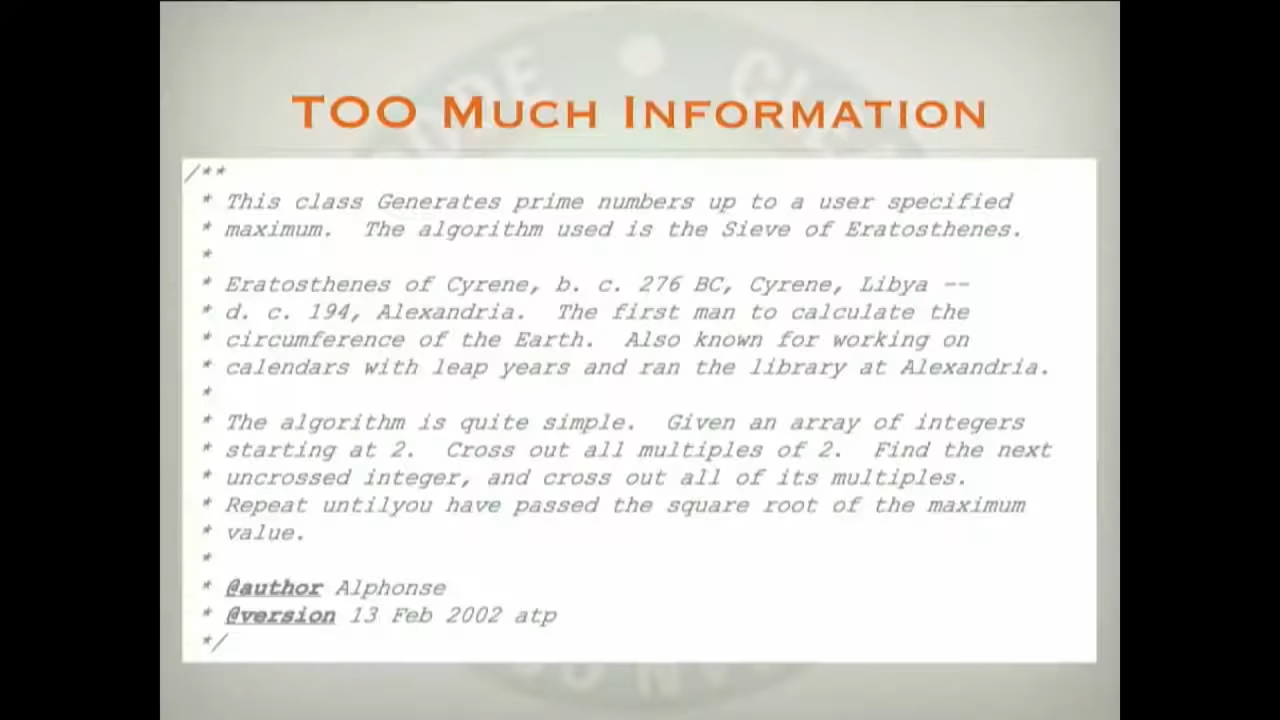 TOO MUCH INFORMATION
/**
* This class Generates prime numbers up to a user specified
* maximum.  The algorithm used is the Sieve of Eratosthenes.
*
* Eratosthenes of Cyrene, b. c. 276 BC, Cyrene, Libya --
* d. c. 194, Alexandria.  The first man to calculate the
* circumference of the Earth.  Also known for working on
* calendars with leap years and ran the library at Alexandria.
*
* The algorithm is quite simple.  Given an array of integers
* starting at 2.  Cross out all multiples of 2.  Find the next
* uncrossed integer, and cross out all of its multiples.
* Repeat untilyou have passed the square root of the maximum
* value.
*
* @author Alphonse
* @version 13 Feb 2002 atp
*/